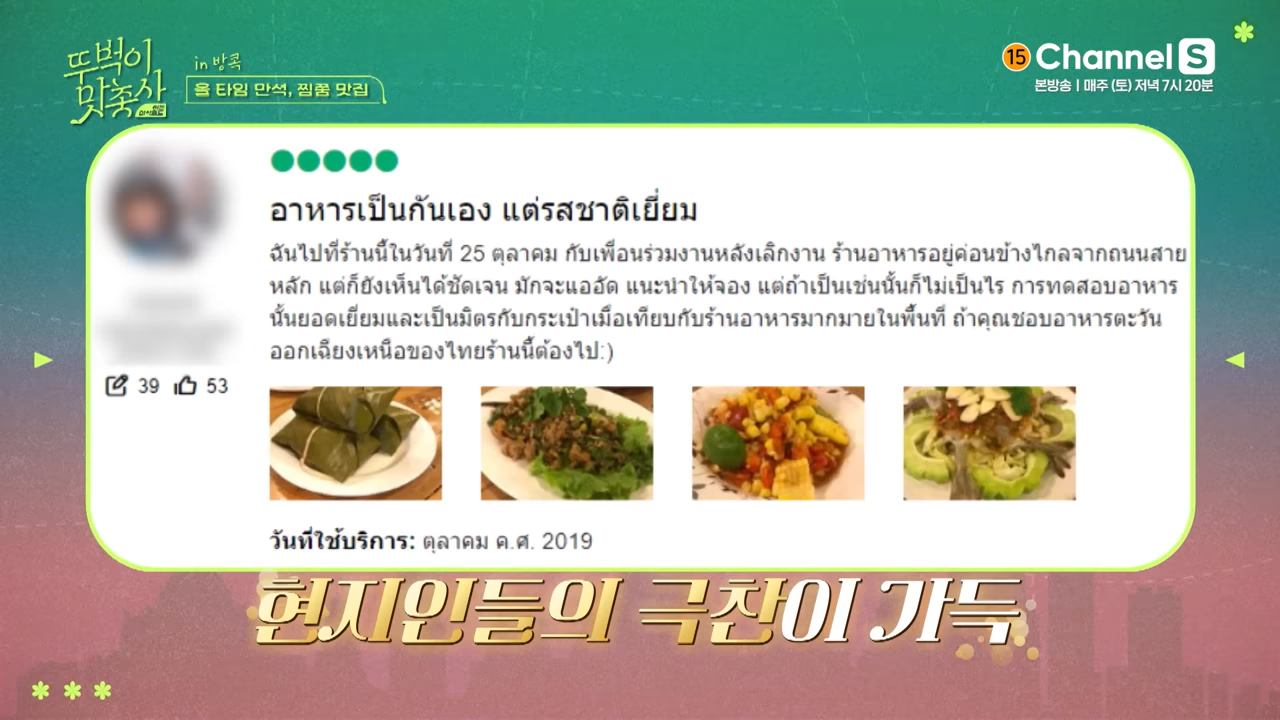 뚜벅이
맛총사
in 방콕
올 타임 만석, 찜꽁 맛집
15 Channel S
본방송 | 매주 (토) 저녁 7시 20분
อาหารเป็นกันเอง แต่รสชาติเยี่ยม
ฉันไปที่ร้านนี้ในวันที่ 25 ตุลาคม กับเพื่อนร่วมงานหลังเลิกงาน ร้านอาหารอยู่ค่อนข้างไกลจากถนนสาย
หลัก แต่ก็ยังเห็นได้ชัดเจน มักจะแออัด แนะนำให้จอง แต่ถ้าเป็นเช่นนั้นก็ไม่เป็นไร การทดสอบอาหาร
นั้นยอดเยี่ยมและเป็นมิตรกับกระเป๋าเมื่อเทียบกับร้านอาหารมากมายในพื้นที่ ถ้าคุณชอบอาหารตะวัน
ออกเฉียงเหนือของไทยร้านนี้ต้องไป:)
39 53
วันที่ใช้บริการ: ตุลาคม ค.ศ. 2019
현지인들의 극찬이 가득